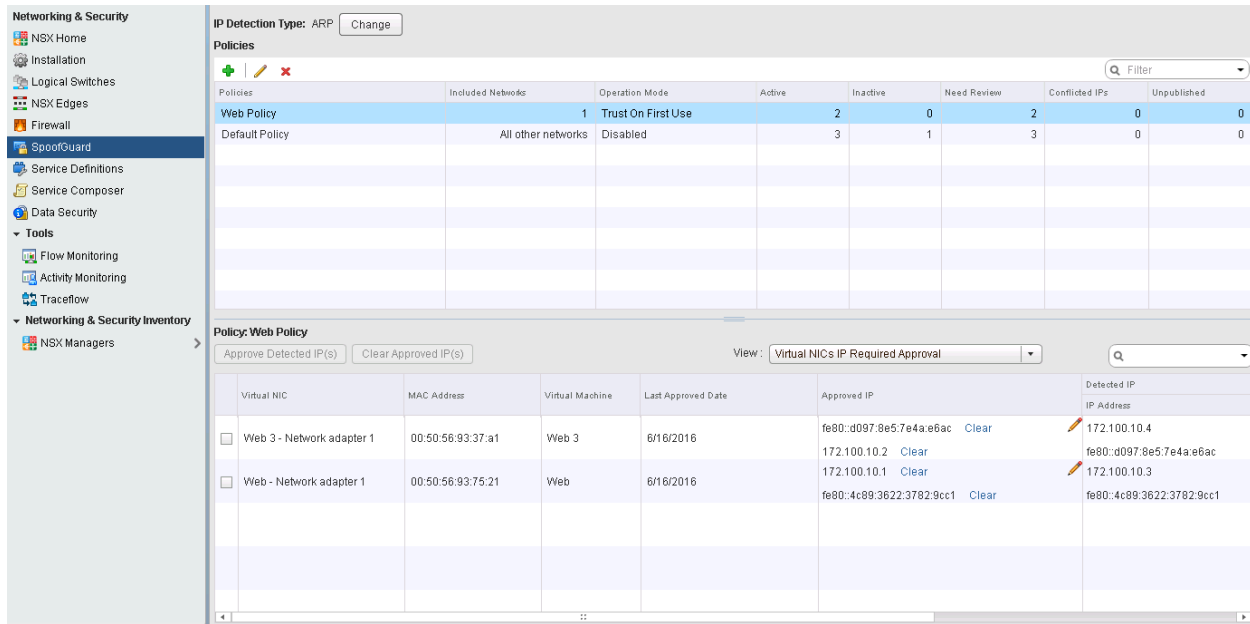 Networking & Security
NSX Home
Installation
Logical Switches
NSX Edges
Firewall
SpoofGuard
Service Definitions
Service Composer
Data Security
Tools
Flow Monitoring
Activity Monitoring
Traceflow
Networking & Security Inventory
NSX Managers
IP Detection Type: ARP Change
Policies
Filter
Policies Included Networks Operation Mode Active Inactive Need Review Conflicted IPs Unpublished
Web Policy 1 Trust On First Use 2 0 2 0 0
Default Policy All other networks Disabled 3 1 3 0 0
Policy: Web Policy
Approve Detected IP(s) Clear Approved IP(s) View : Virtual NICs IP Required Approval
Virtual NIC MAC Address Virtual Machine Last Approved Date Approved IP Detected IP
IP Address
Web 3 - Network adapter 1 00:50:56:93:37:a1 Web 3 6/16/2016 fe80::d097:8e5:7e4a:e6ac Clear 172.100.10.4
172.100.10.2 Clear fe80::d097:8e5:7e4a:e6ac
Web - Network adapter 1 00:50:56:93:75:21 Web 6/16/2016 172.100.10.1 Clear 172.100.10.3
fe80::4c89:3622:3782:9cc1 Clear fe80::4c89:3622:3782:9cc1